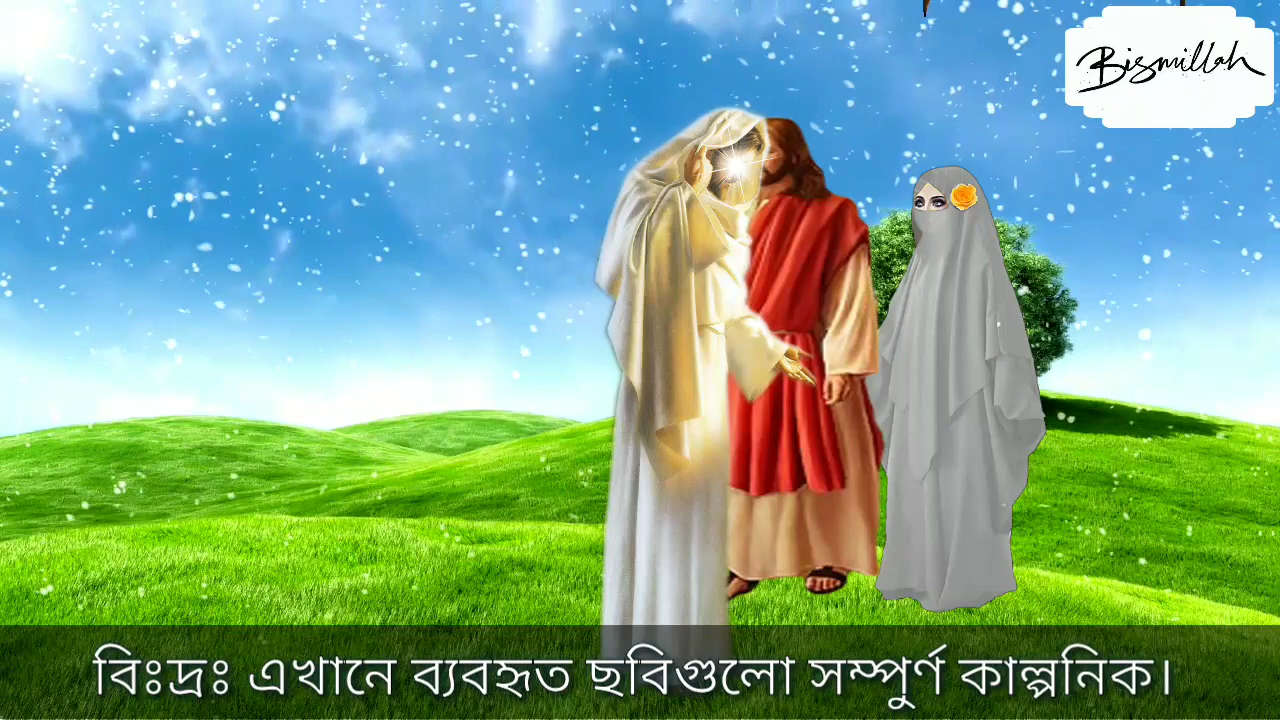 Bismillah
বিঃদ্রঃ এখানে ব্যবহৃত ছবিগুলো সম্পুর্ণ কাল্পনিক।